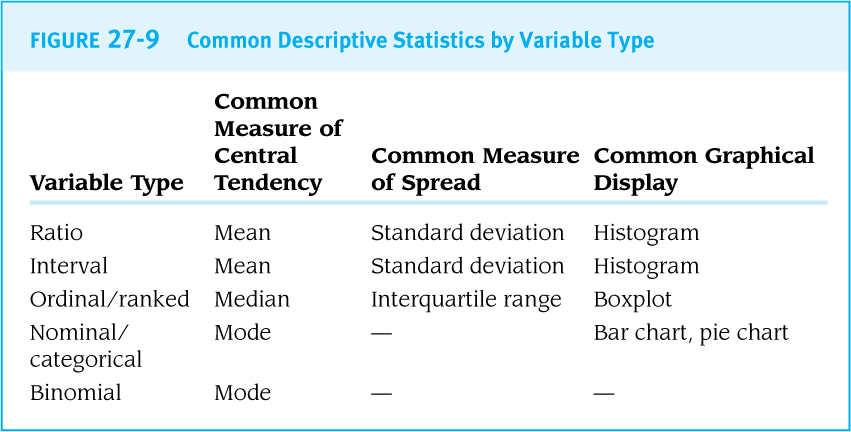 FIGURE 27-9 Common Descriptive Statistics by Variable Type
Common
Measure of
Central Common Measure Common Graphical
Variable Type Tendency of Spread Display
Ratio Mean Standard deviation Histogram
Interval Mean Standard deviation Histogram
Ordinal/ranked Median Interquartile range Boxplot
Nominal/ Mode — Bar chart, pie chart
categorical
Binomial Mode — —